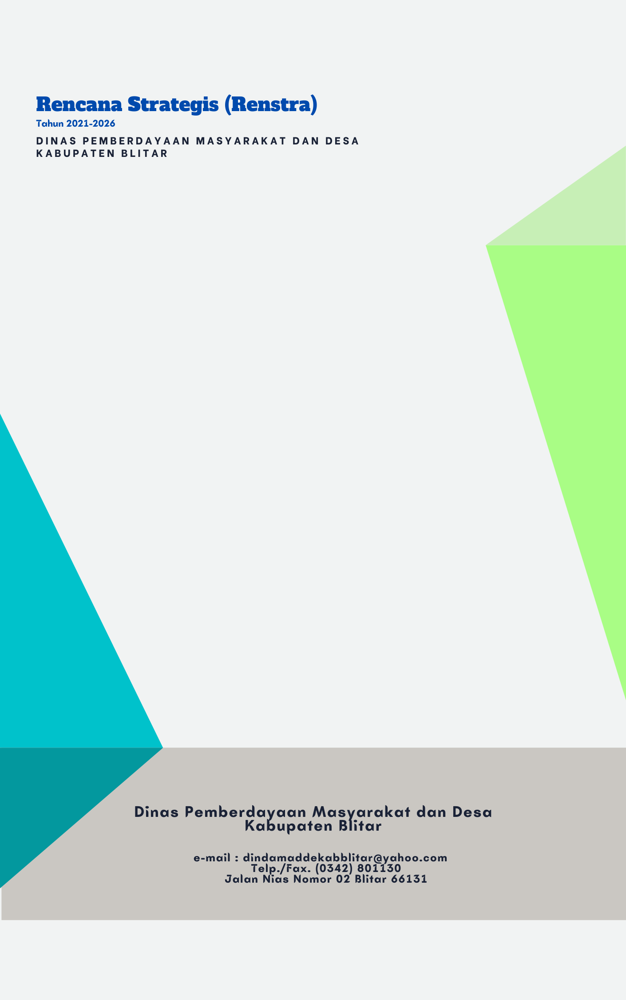 Rencana Strategis (Renstra)
Tahun 2021-2026
DINAS PEMBERDAYAAN MASYARAKAT DAN DESA
KABUPATEN BLITAR
Dinas Pemberdayaan Masyarakat dan Desa
Kabupaten Blitar
e-mail : dindamaddekabblitar@yahoo.com
Telp./Fax. (0342) 801130
Jalan Nias Nomor 02 Blitar 66131